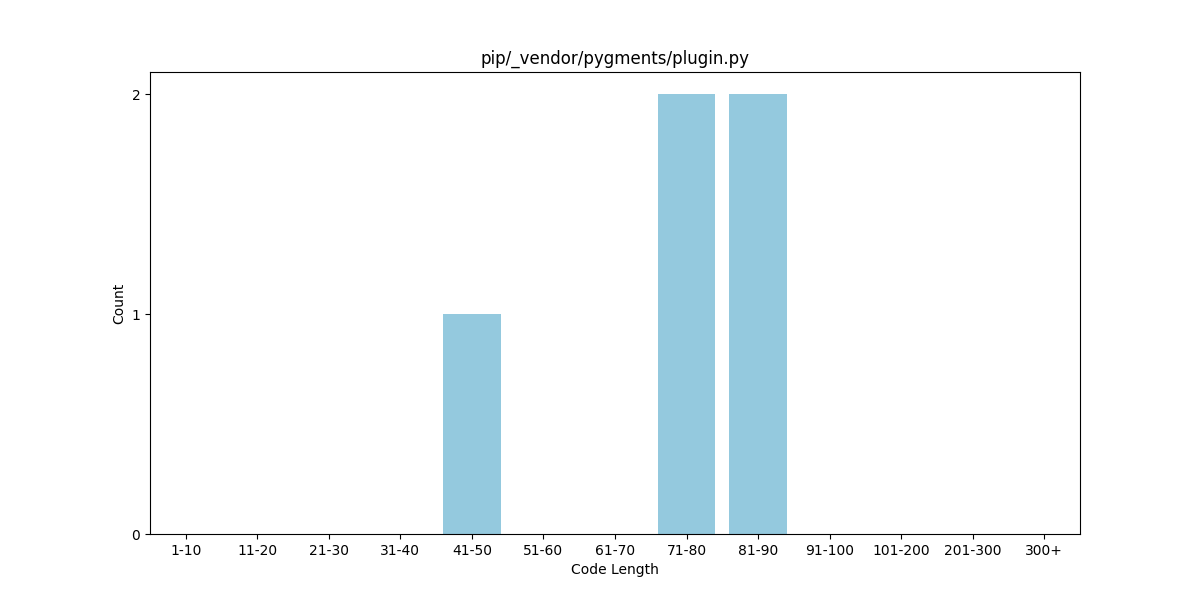 pip/_vendor/pygments/plugin.py
Count
2
1
0
1-10 11-20 21-30 31-40 41-50 51-60 61-70 71-80 81-90 91-100 101-200 201-300 300+
Code Length